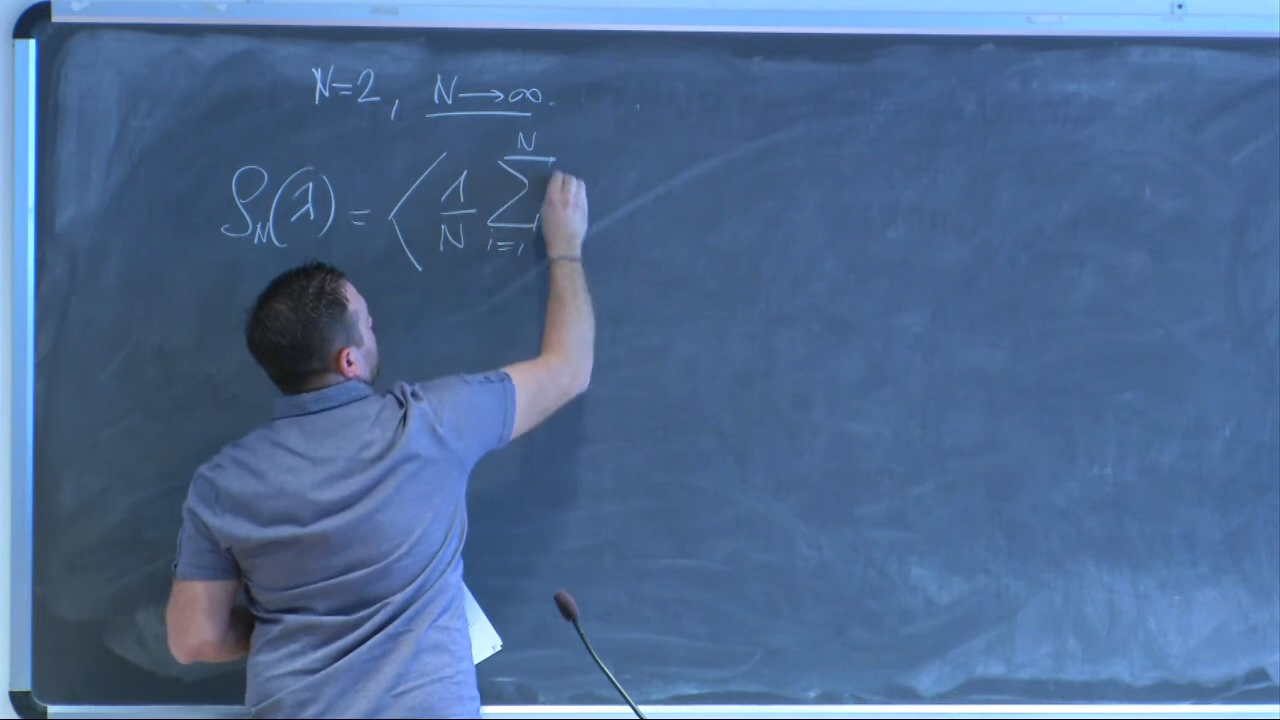 N=2, N→∞.
ρ_N(λ) = ⟨ 1/N ∑_{i=1}^{N}